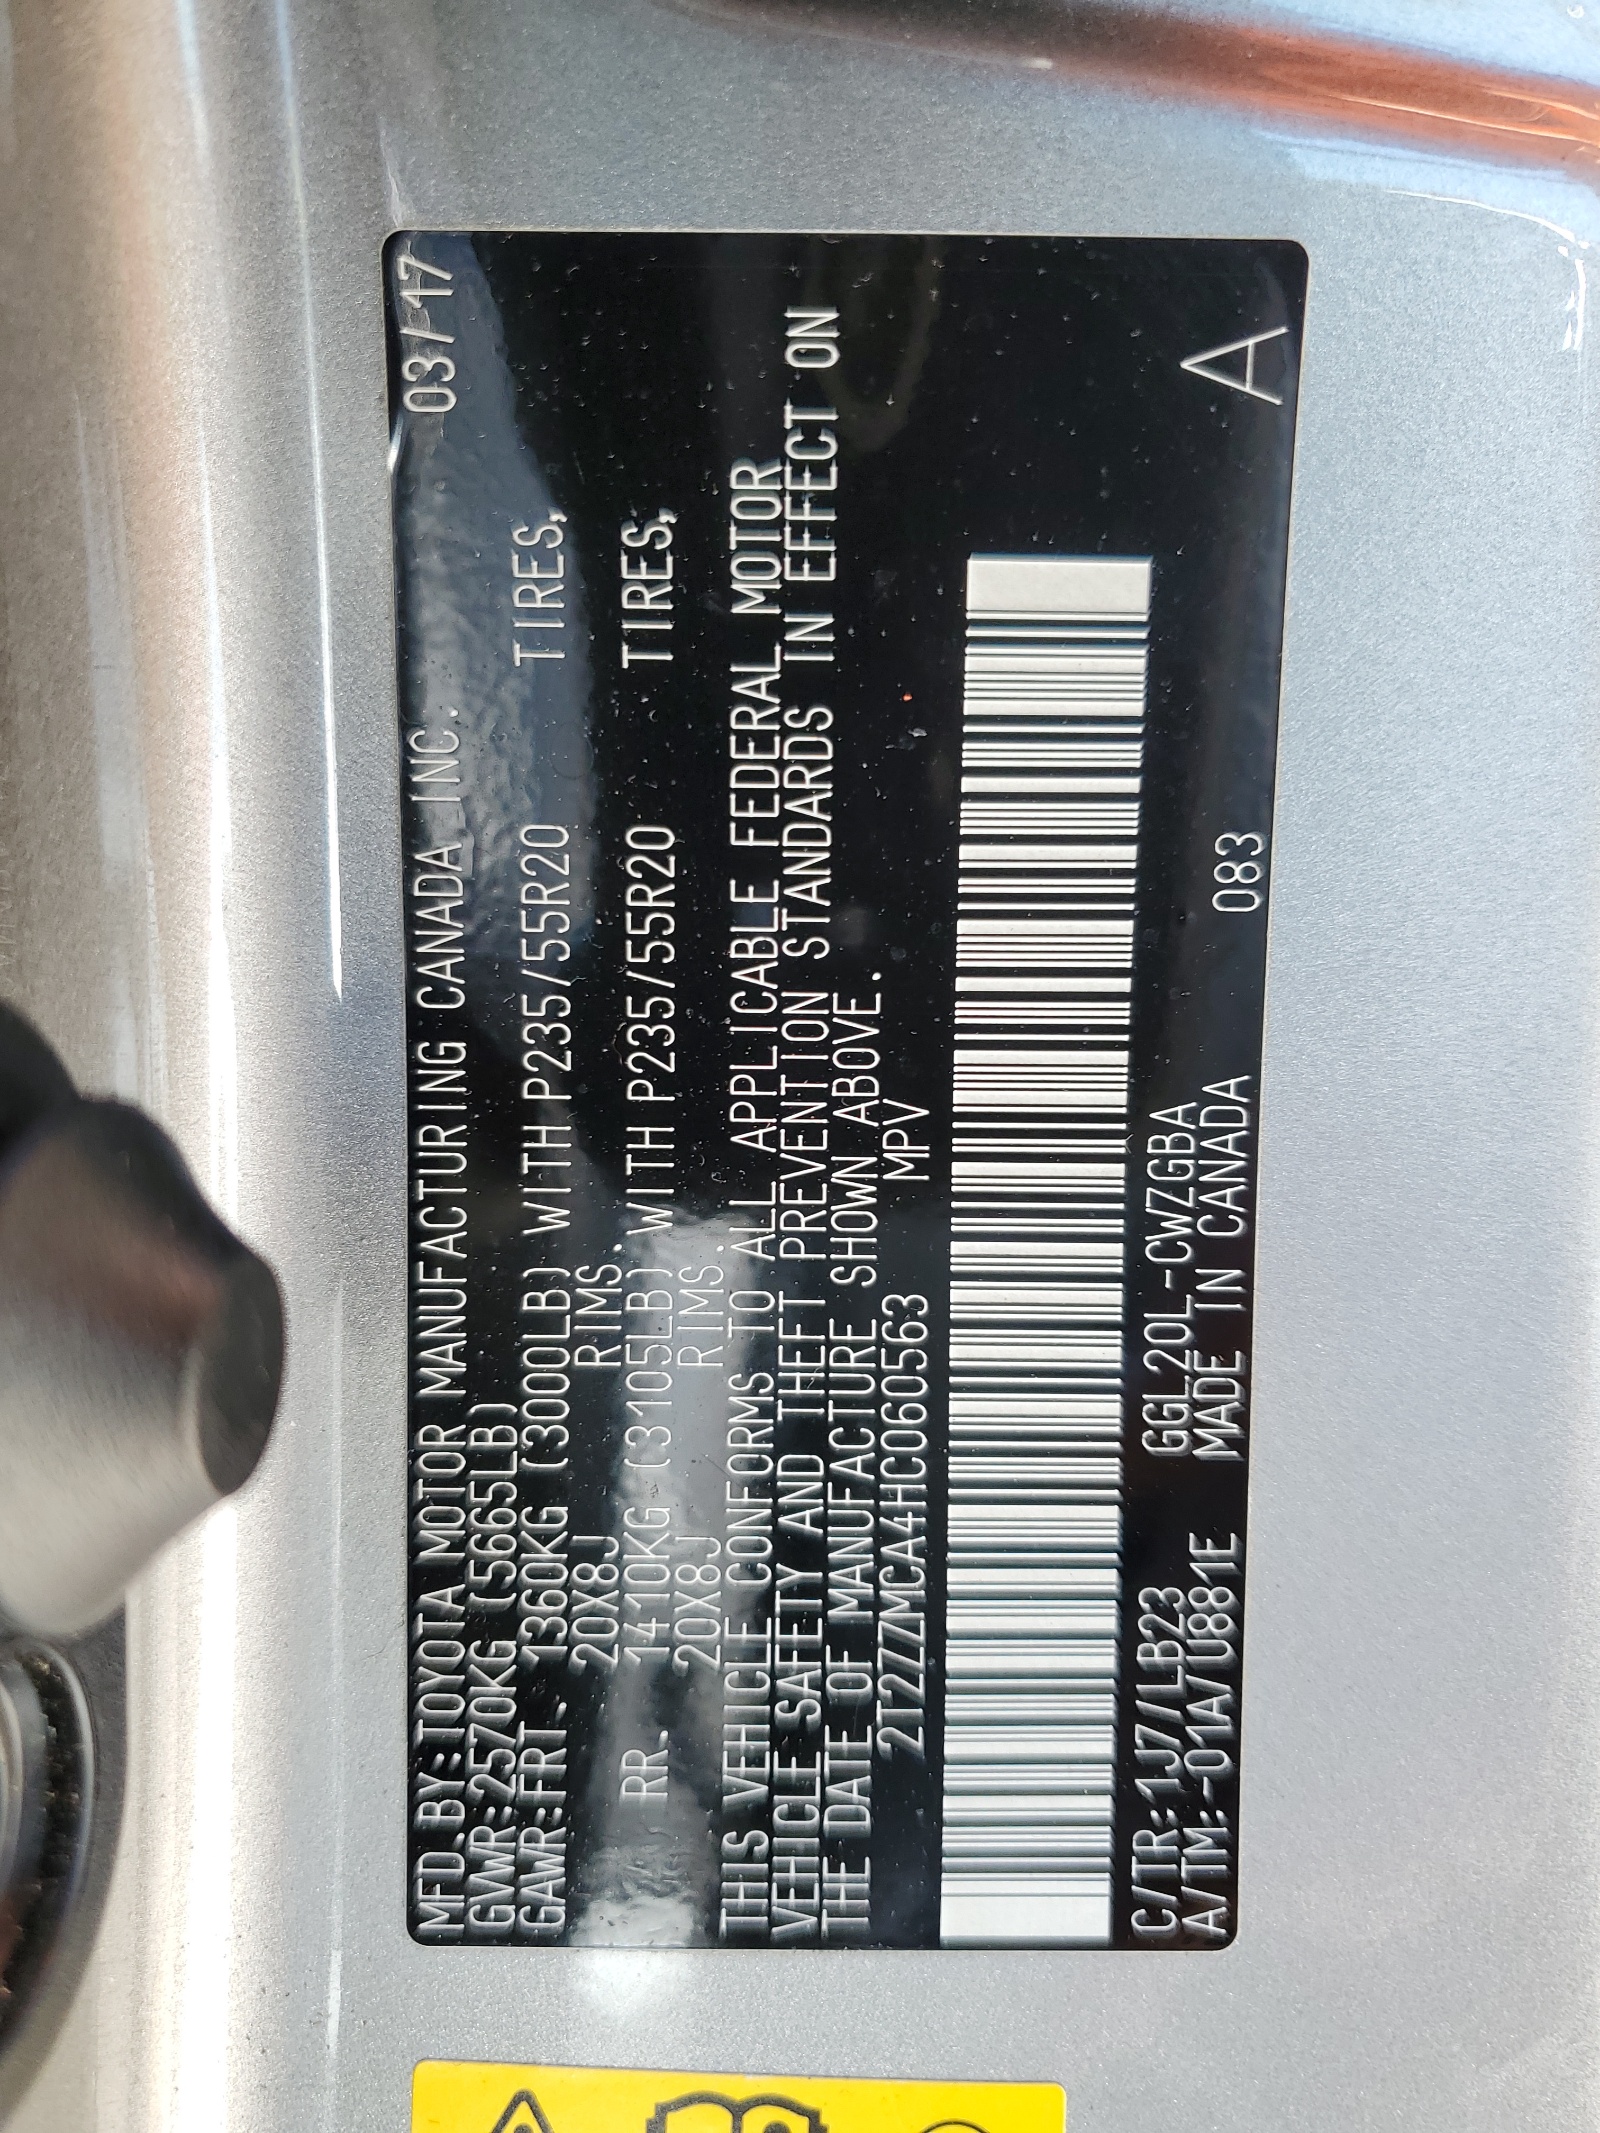 MFD.BY:TOYOTA MOTOR MANUFACTURING CANADA INC. 03/17
GVWR:2570KG (5665LB)
GAWR:FRT. 1360KG (3000LB) WITH P235/55R20 TIRES,
20X8J RIMS.
RR. 1410KG (3105LB) WITH P235/55R20 TIRES,
20X8J RIMS.
THIS VEHICLE CONFORMS TO ALL APPLICABLE FEDERAL MOTOR
VEHICLE SAFETY AND THEFT PREVENTION STANDARDS IN EFFECT ON
THE DATE OF MANUFACTURE SHOWN ABOVE.
2T2ZZMCA4HC060563 MPV
C/TR:1J7/LB23 GGL20L-CWZGBA
A/TM:-01A/U881E MADE IN CANADA 083 A